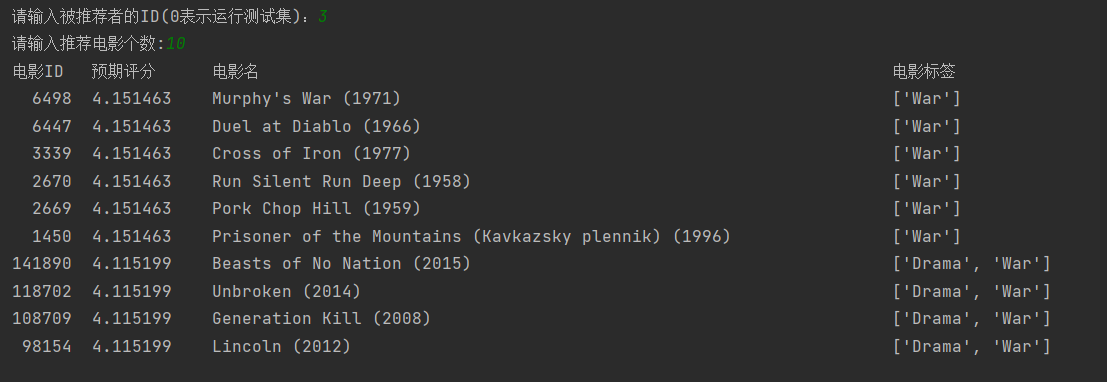 请输入被推荐者的ID(0表示运行测试集)：3
请输入推荐电影个数:10
电影ID 预期评分 电影名 电影标签
6498 4.151463 Murphy's War (1971) ['War']
6447 4.151463 Duel at Diablo (1966) ['War']
3339 4.151463 Cross of Iron (1977) ['War']
2670 4.151463 Run Silent Run Deep (1958) ['War']
2669 4.151463 Pork Chop Hill (1959) ['War']
1450 4.151463 Prisoner of the Mountains (Kavkazsky plennik) (1996) ['War']
141890 4.115199 Beasts of No Nation (2015) ['Drama', 'War']
118702 4.115199 Unbroken (2014) ['Drama', 'War']
108709 4.115199 Generation Kill (2008) ['Drama', 'War']
98154 4.115199 Lincoln (2012) ['Drama', 'War']